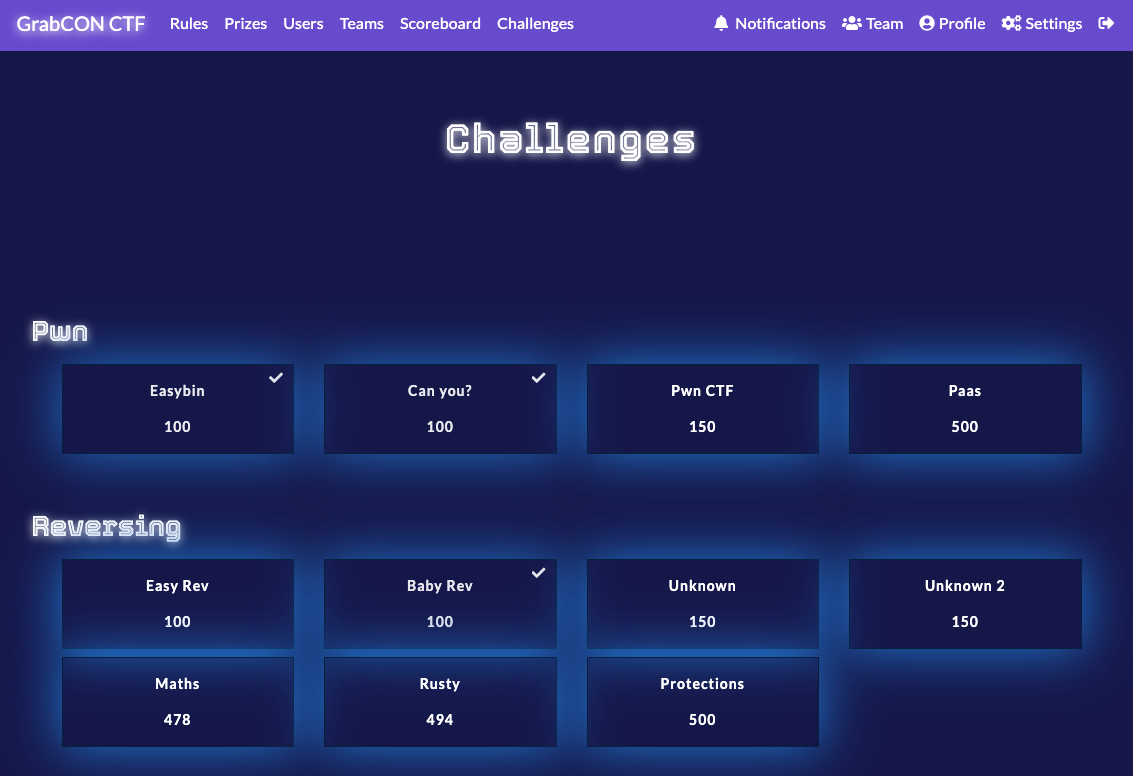 GrabCON CTF Rules Prizes Users Teams Scoreboard Challenges Notifications Team Profile Settings
Challenges
Pwn
Easybin Can you? Pwn CTF Paas
100 100 150 500
Reversing
Easy Rev Baby Rev Unknown Unknown 2
100 100 150 150
Maths Rusty Protections
478 494 500